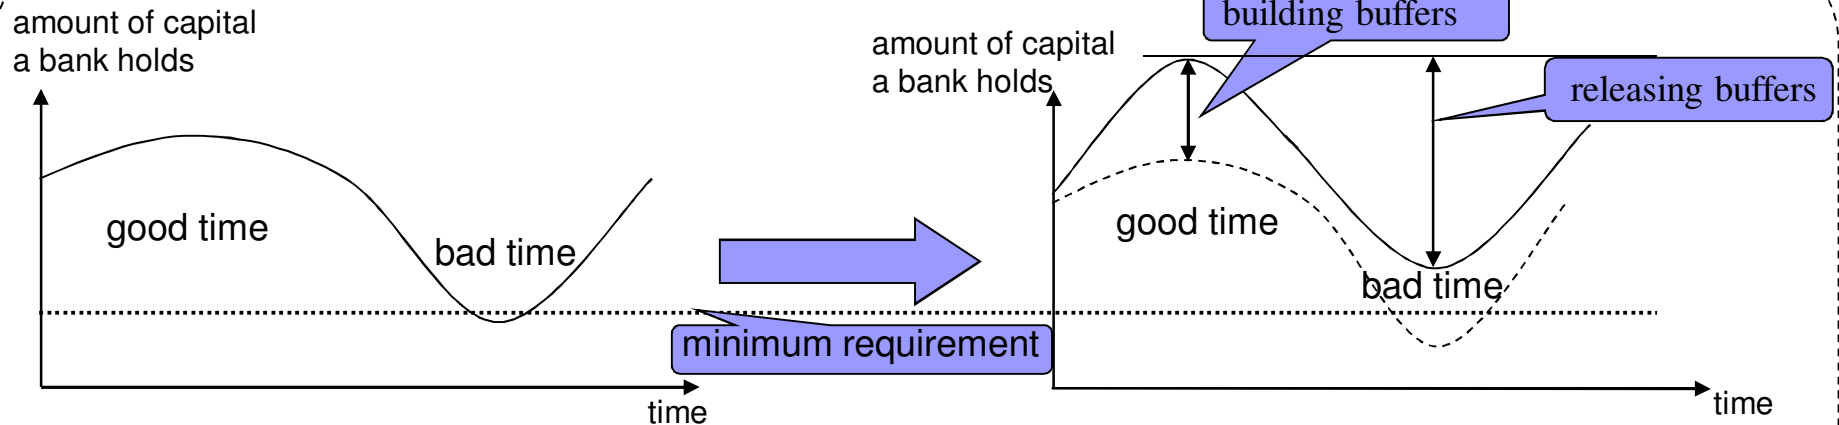 amount of capital
a bank holds
good time
bad time
time
minimum requirement
amount of capital
a bank holds
building buffers
releasing buffers
good time
bad time
time